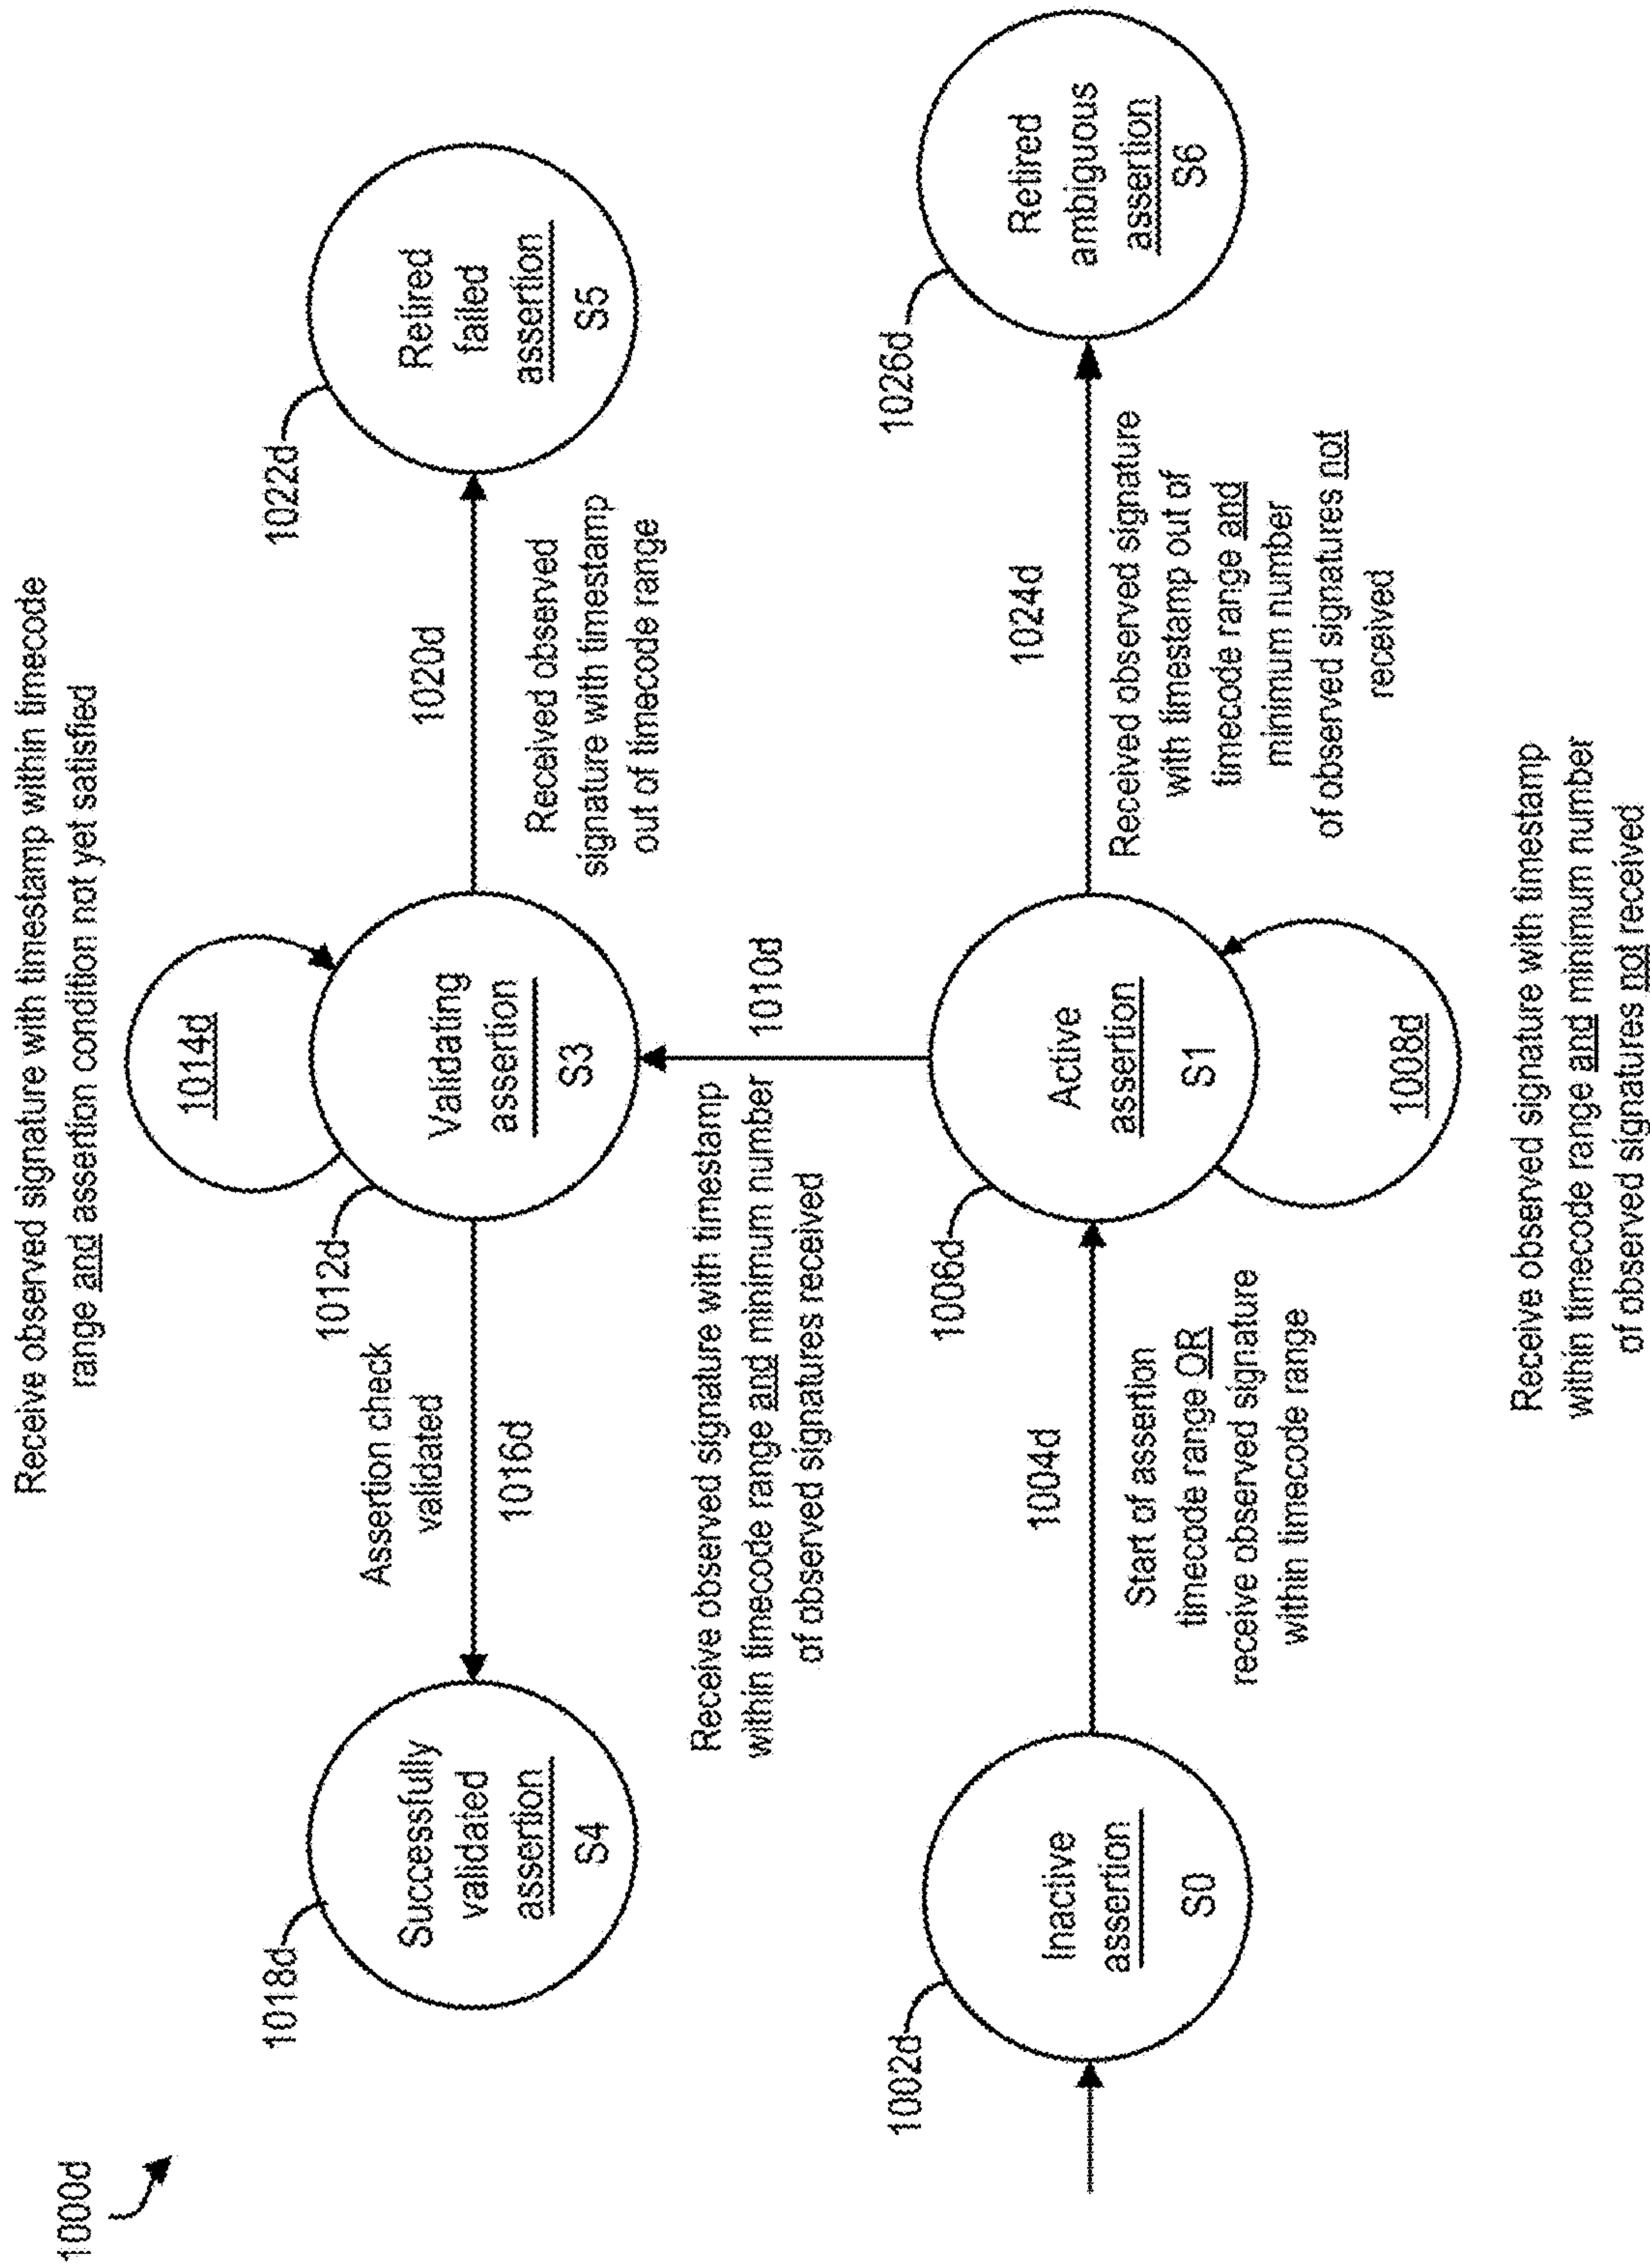 1000d
Receive observed signature with timestamp within timecode
range and assertion condition not yet satisfied
1014d
1018d
Successfully
validated
assertion
S4
Assertion check
validated
1016d
1012d
Validating
assertion
S3
1020d
Received observed
signature with timestamp
out of timecode range
1022d
Retired
failed
assertion
S5
Receive observed signature with timestamp
within timecode range and minimum number
of observed signatures received
1010d
1002d
Inactive
assertion
S0
1004d
Start of assertion
timecode range OR
receive observed signature
within timecode range
1006d
Active
assertion
S1
1008d
Receive observed signature with timestamp
within timecode range and minimum number
of observed signatures not received
1024d
Received observed signature
with timestamp out of
timecode range and
minimum number
of observed signatures not
received
1026d
Retired
ambiguous
assertion
S6